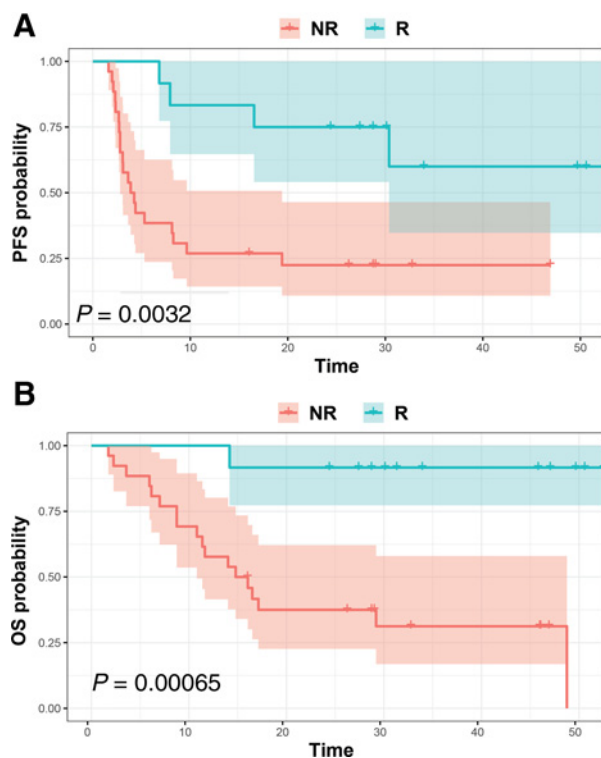 A
NR R
PFS probability
1.00
0.75
0.50
0.25
0.00
P = 0.0032
0 10 20 30 40 50
Time
B
NR R
OS probability
1.00
0.75
0.50
0.25
0.00
P = 0.00065
0 10 20 30 40 50
Time